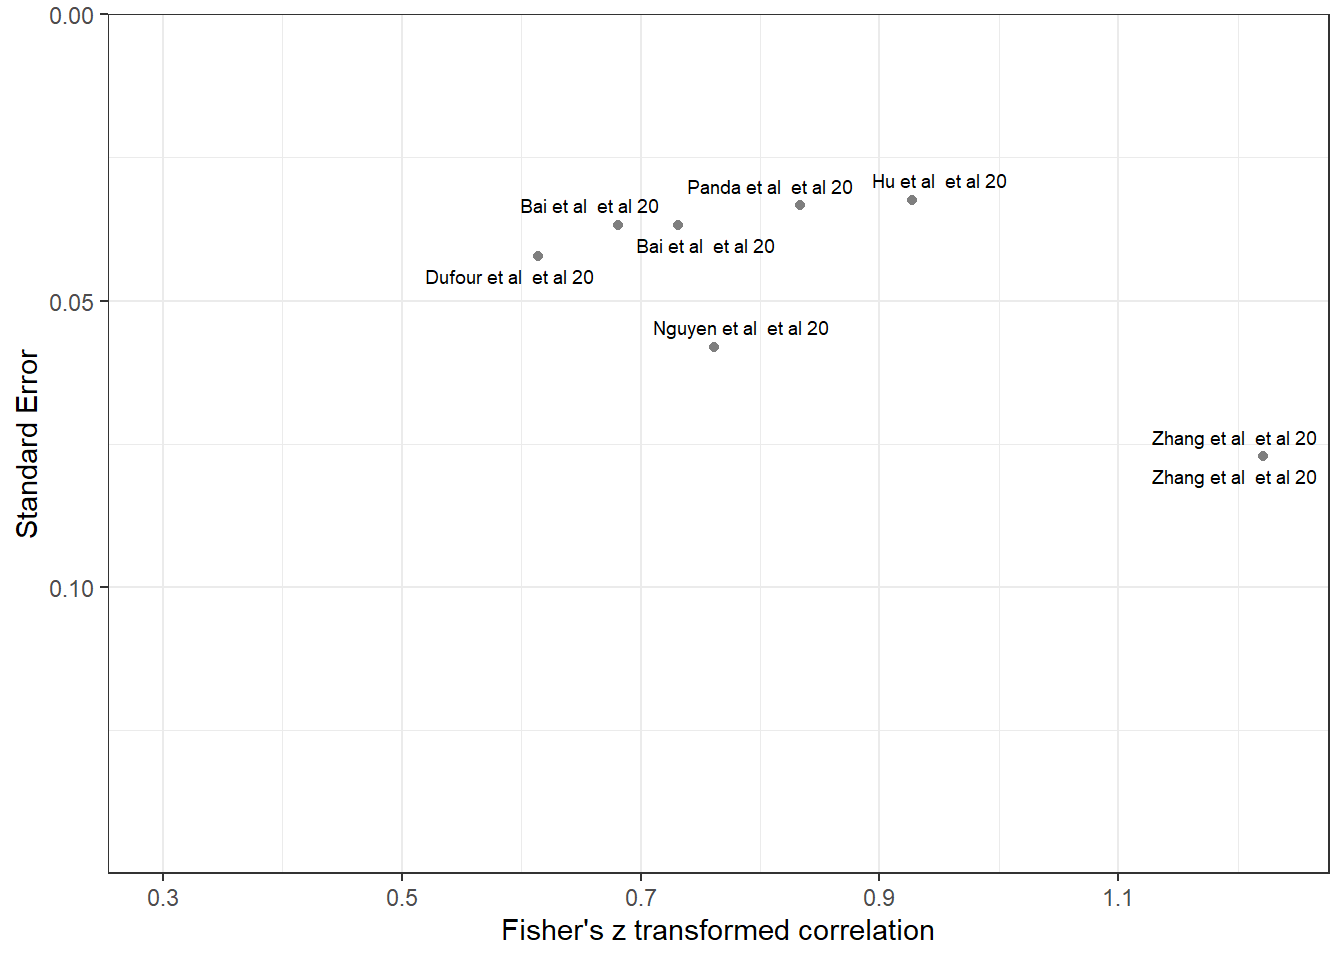 0.00
Panda et al  et al 20
Hu et al  et al 20
Bai et al  et al 20
Bai et al  et al 20
Dufour et al  et al 20
0.05
Nguyen et al  et al 20
Zhang et al  et al 20
Zhang et al  et al 20
Standard Error
0.10
0.3 0.5 0.7 0.9 1.1
Fisher's z transformed correlation